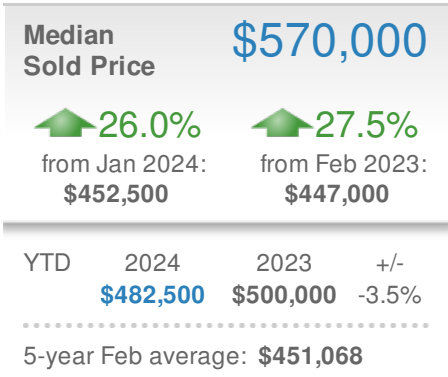 Median
Sold Price
$570,000
26.0%
27.5%
from Jan 2024:
from Feb 2023:
$452,500
$447,000
YTD 2024 2023 +/-
$482,500 $500,000 -3.5%
5-year Feb average: $451,068